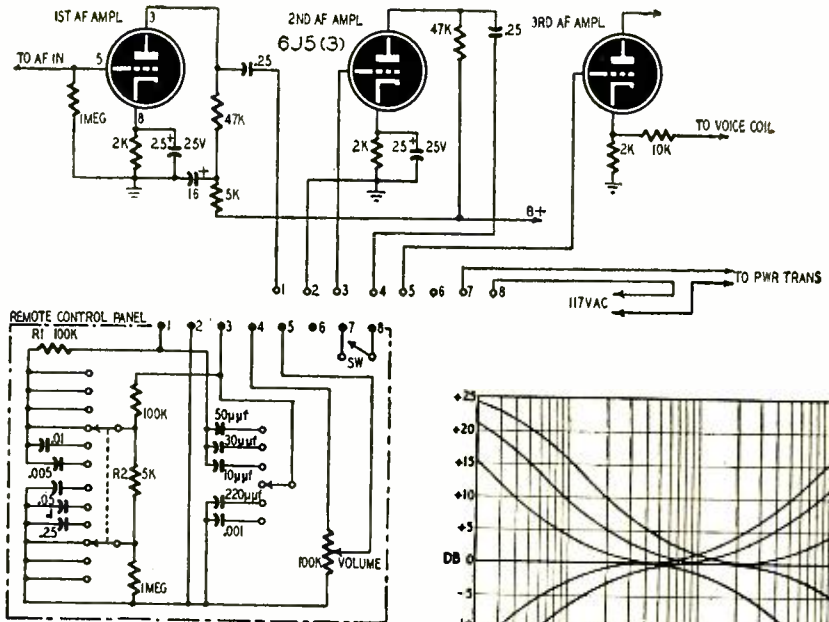 1ST AF AMPL
3
TO AF IN
5
.25
8
1MEG
2K
25+
25V
47K
16
+
5K
2ND AF AMPL
6J5(3)
47K
.25
2K
25+
25V
B+
3RD AF AMPL
TO VOICE COIL
2K
10K
1
2
3
4
5
6
7
8
TO PWR TRANS
117VAC
REMOTE CONTROL PANEL
1
2
3
4
5
6
7
8
R1 100K
SW
100K
50µµf
30µµf
10µµf
220µµf
.001
.01
.005
R2
5K
.05
.1
.25
1MEG
100K
VOLUME
+25
+20
+15
+10
+5
DB 0
-5